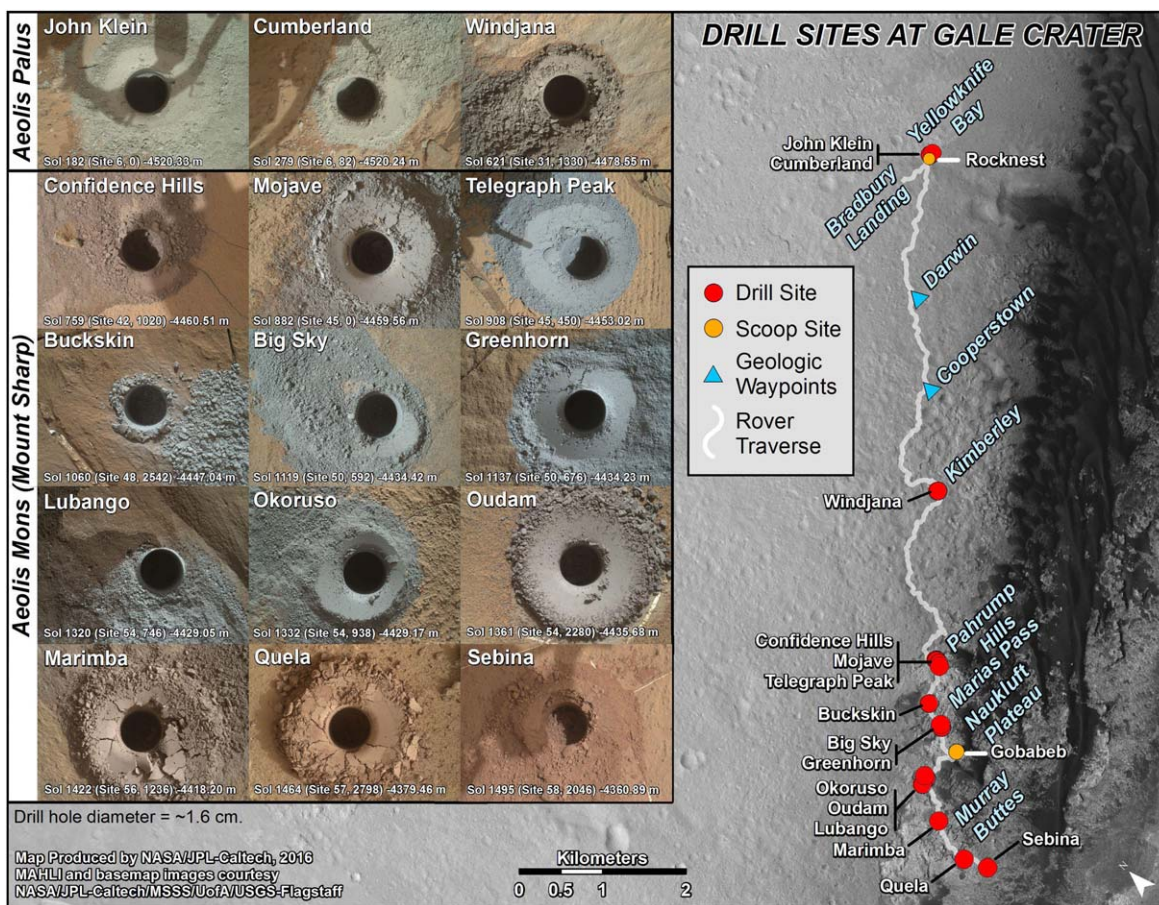 Aeolis Palus
John Klein
Sol 182 (Site 6, 0) -4520.33 m
Cumberland
Sol 279 (Site 6, 82) -4520.24 m
Windjana
Sol 621 (Site 31, 1330) -4478.55 m
Aeolis Mons (Mount Sharp)
Confidence Hills
Sol 759 (Site 42, 1020) -4460.51 m
Mojave
Sol 882 (Site 45, 0) -4459.56 m
Telegraph Peak
Sol 908 (Site 45, 450) -4453.02 m
Buckskin
Sol 1060 (Site 48, 2542) -4447.04 m
Big Sky
Sol 1119 (Site 50, 592) -4434.42 m
Greenhorn
Sol 1137 (Site 50, 676) -4434.23 m
Lubango
Sol 1320 (Site 54, 746) -4429.05 m
Okoruso
Sol 1332 (Site 54, 938) -4429.17 m
Oudam
Sol 1361 (Site 54, 2280) -4435.68 m
Marimba
Sol 1422 (Site 56, 1236) -4418.20 m
Quela
Sol 1464 (Site 57, 2798) -4379.46 m
Sebina
Sol 1495 (Site 58, 2046) -4360.89 m
Drill hole diameter = ~1.6 cm.
Map Produced by NASA/JPL-Caltech, 2016
MAHLI and basemap images courtesy
NASA/JPL-Caltech/MSSS/UofA/USGS-Flagstaff
DRILL SITES AT GALE CRATER
Yellowknife
Bay
John Klein
Cumberland
Rocknest
Bradbury
Landing
Darwin
Cooperstown
Drill Site
Scoop Site
Geologic
Waypoints
Rover
Traverse
Kimberley
Windjana
Pahrump
Hills
Confidence Hills
Mojave
Telegraph Peak
Marias Pass
Buckskin
Naukluft
Plateau
Big Sky
Greenhorn
Gobabeb
Okoruso
Oudam
Lubango
Murray
Buttes
Marimba
Sebina
Quela
Kilometers
0 0.5 1 2
N